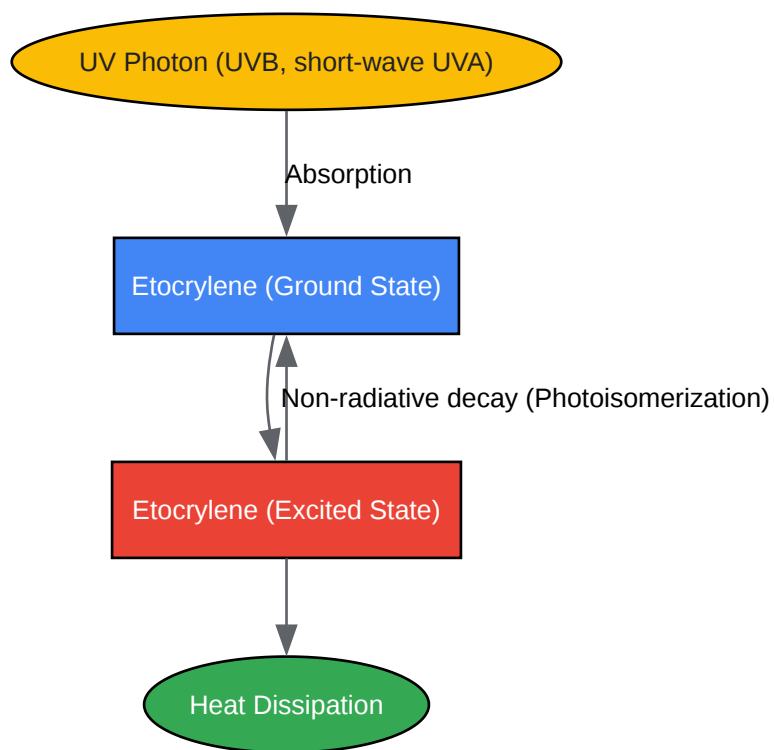 UV Photon (UVB, short-wave UVA)
Absorption
Etocrylene (Ground State)
Non-radiative decay (Photoisomerization)
Etocrylene (Excited State)
Heat Dissipation